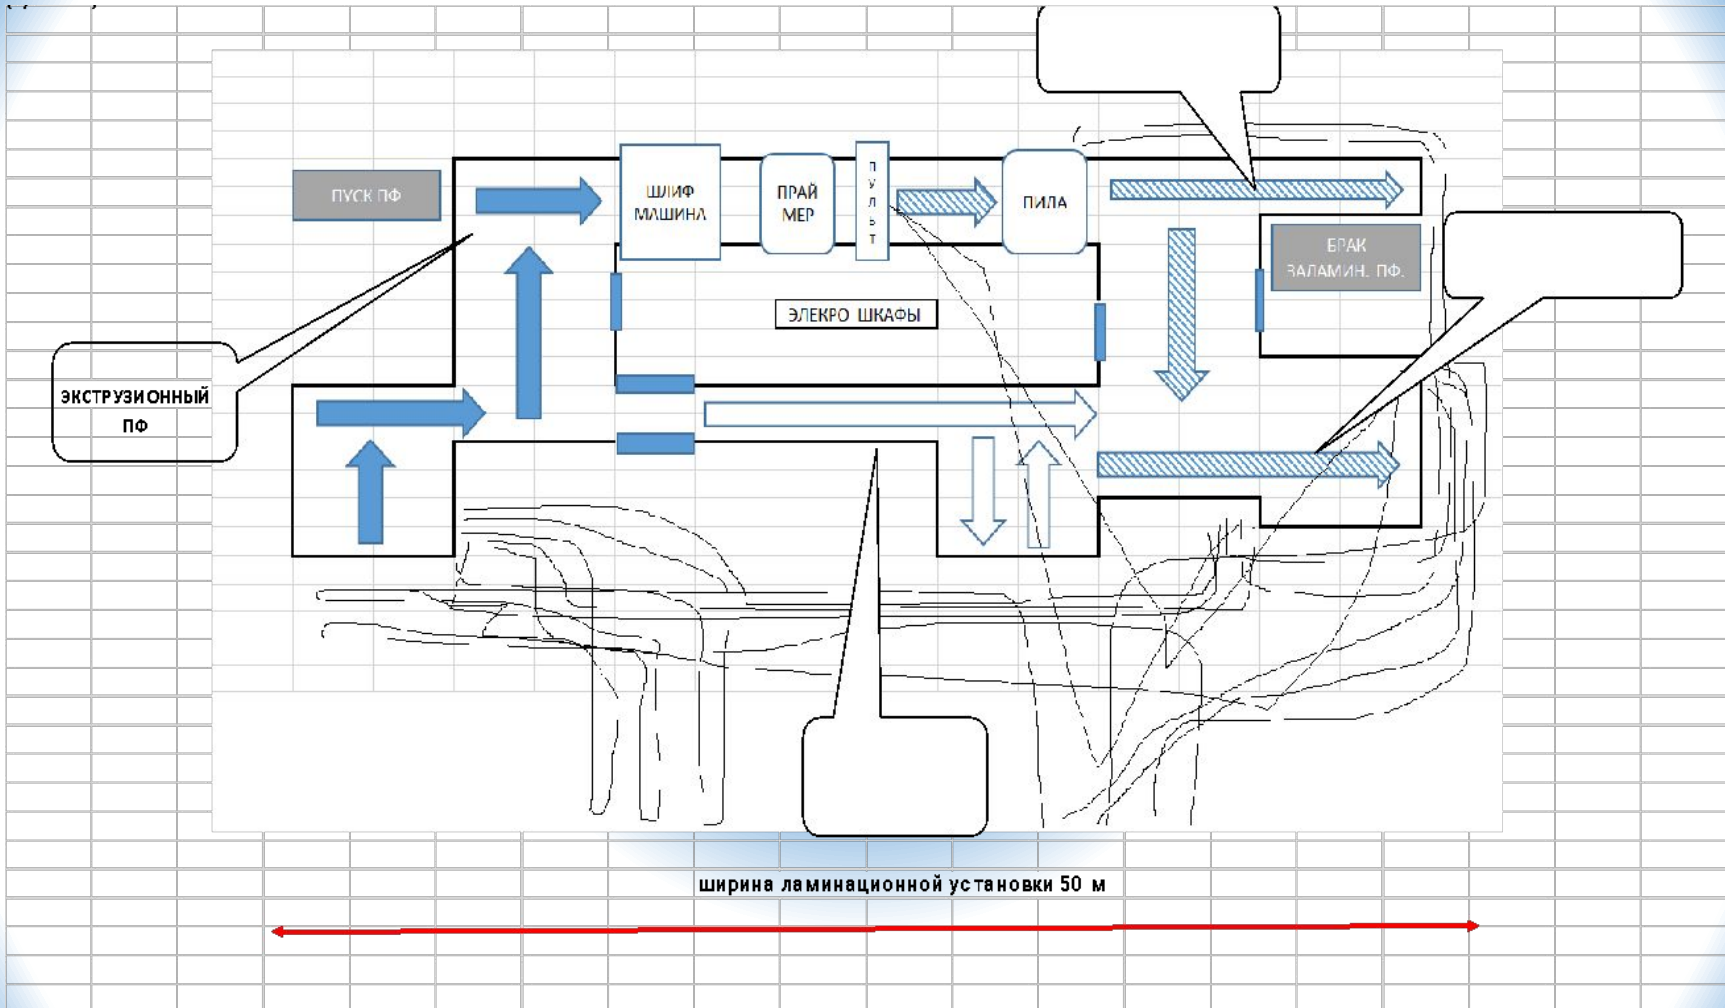 ПУСК ПФ
ШЛИФ
МАШИНА
ПРАЙ
МЕР
П
У
Л
Ь
Т
ПИЛА
БРАК
ЗАЛАМИН. ПФ.
ЭЛЕКРО ШКАФЫ
ЭКСТРУЗИОННЫЙ
ПФ
ширина ламинационной установки 50 м